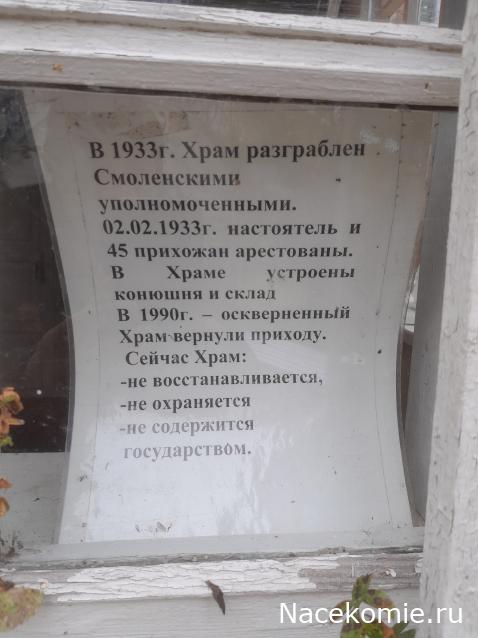 В 1933г. Храм разграблен
Смоленскими
уполномоченными.
02.02.1933г. настоятель и
45 прихожан арестованы.
В Храме устроены
конюшня и склад
В 1990г. – оскверненный
Храм вернули приходу.
Сейчас Храм:
-не восстанавливается,
-не охраняется
-не содержится
государством.
Nacekomie.ru